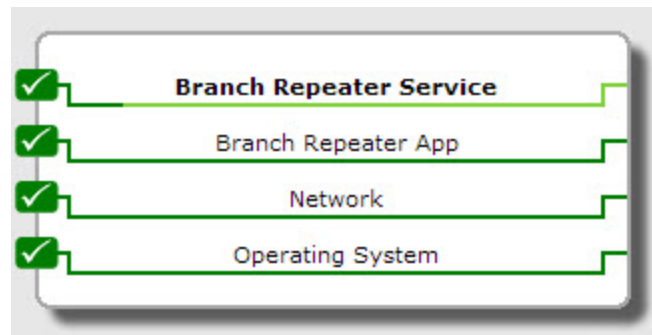 Branch Repeater Service
Branch Repeater App
Network
Operating System